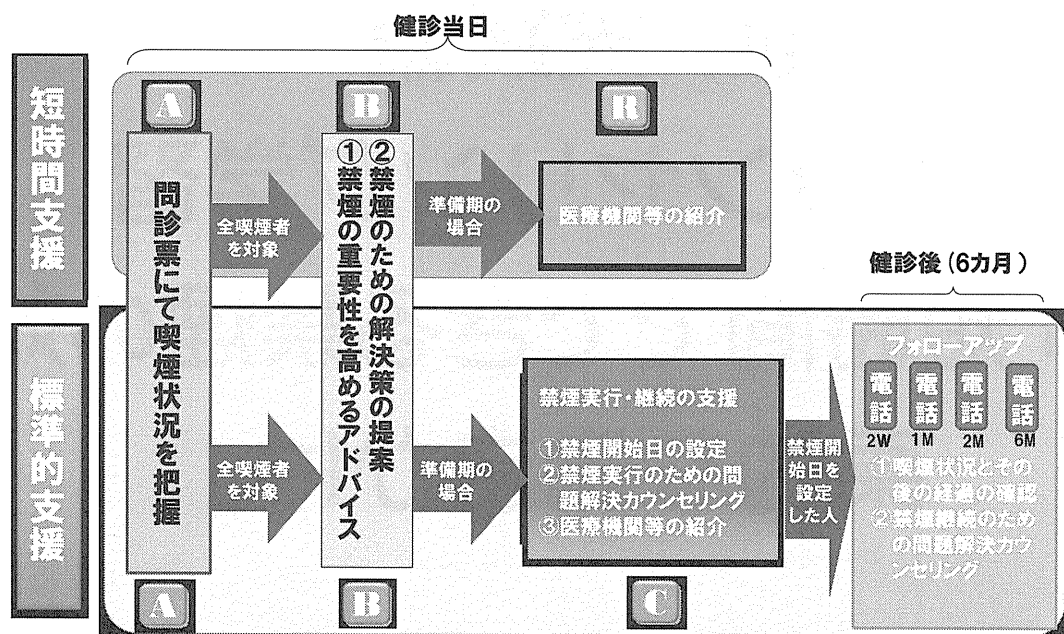 健診当日
短時間支援
A
B
R
問診票にて喫煙状況を把握
全喫煙者
を対象
①禁煙の重要性を高めるアドバイス
②禁煙のための解決策の提案
準備期の
場合
医療機関等の紹介
健診後(6カ月)
標準的支援
全喫煙者
を対象
準備期の
場合
禁煙実行・継続の支援
①禁煙開始日の設定
②禁煙実行のための問
題解決カウンセリング
③医療機関等の紹介
禁煙開
始日を
設定
した人
フォローアップ
電話
電話
電話
電話
2W
1M
2M
6M
①喫煙状況とその
後の経過の確認
②禁煙継続のため
の問題解決カウ
ンセリング
A
B
C